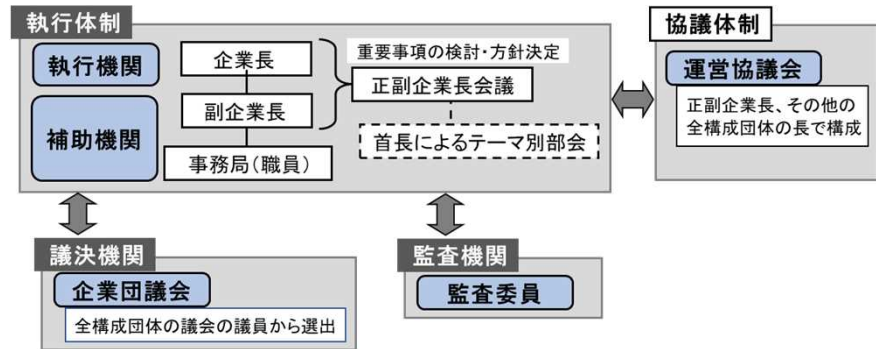 執行体制
執行機関
補助機関
企業長
副企業長
事務局(職員)
重要事項の検討・方針決定
正副企業長会議
首長によるテーマ別部会
協議体制
運営協議会
正副企業長、その他の
全構成団体の長で構成
議決機関
企業団議会
全構成団体の議会の議員から選出
監査機関
監査委員